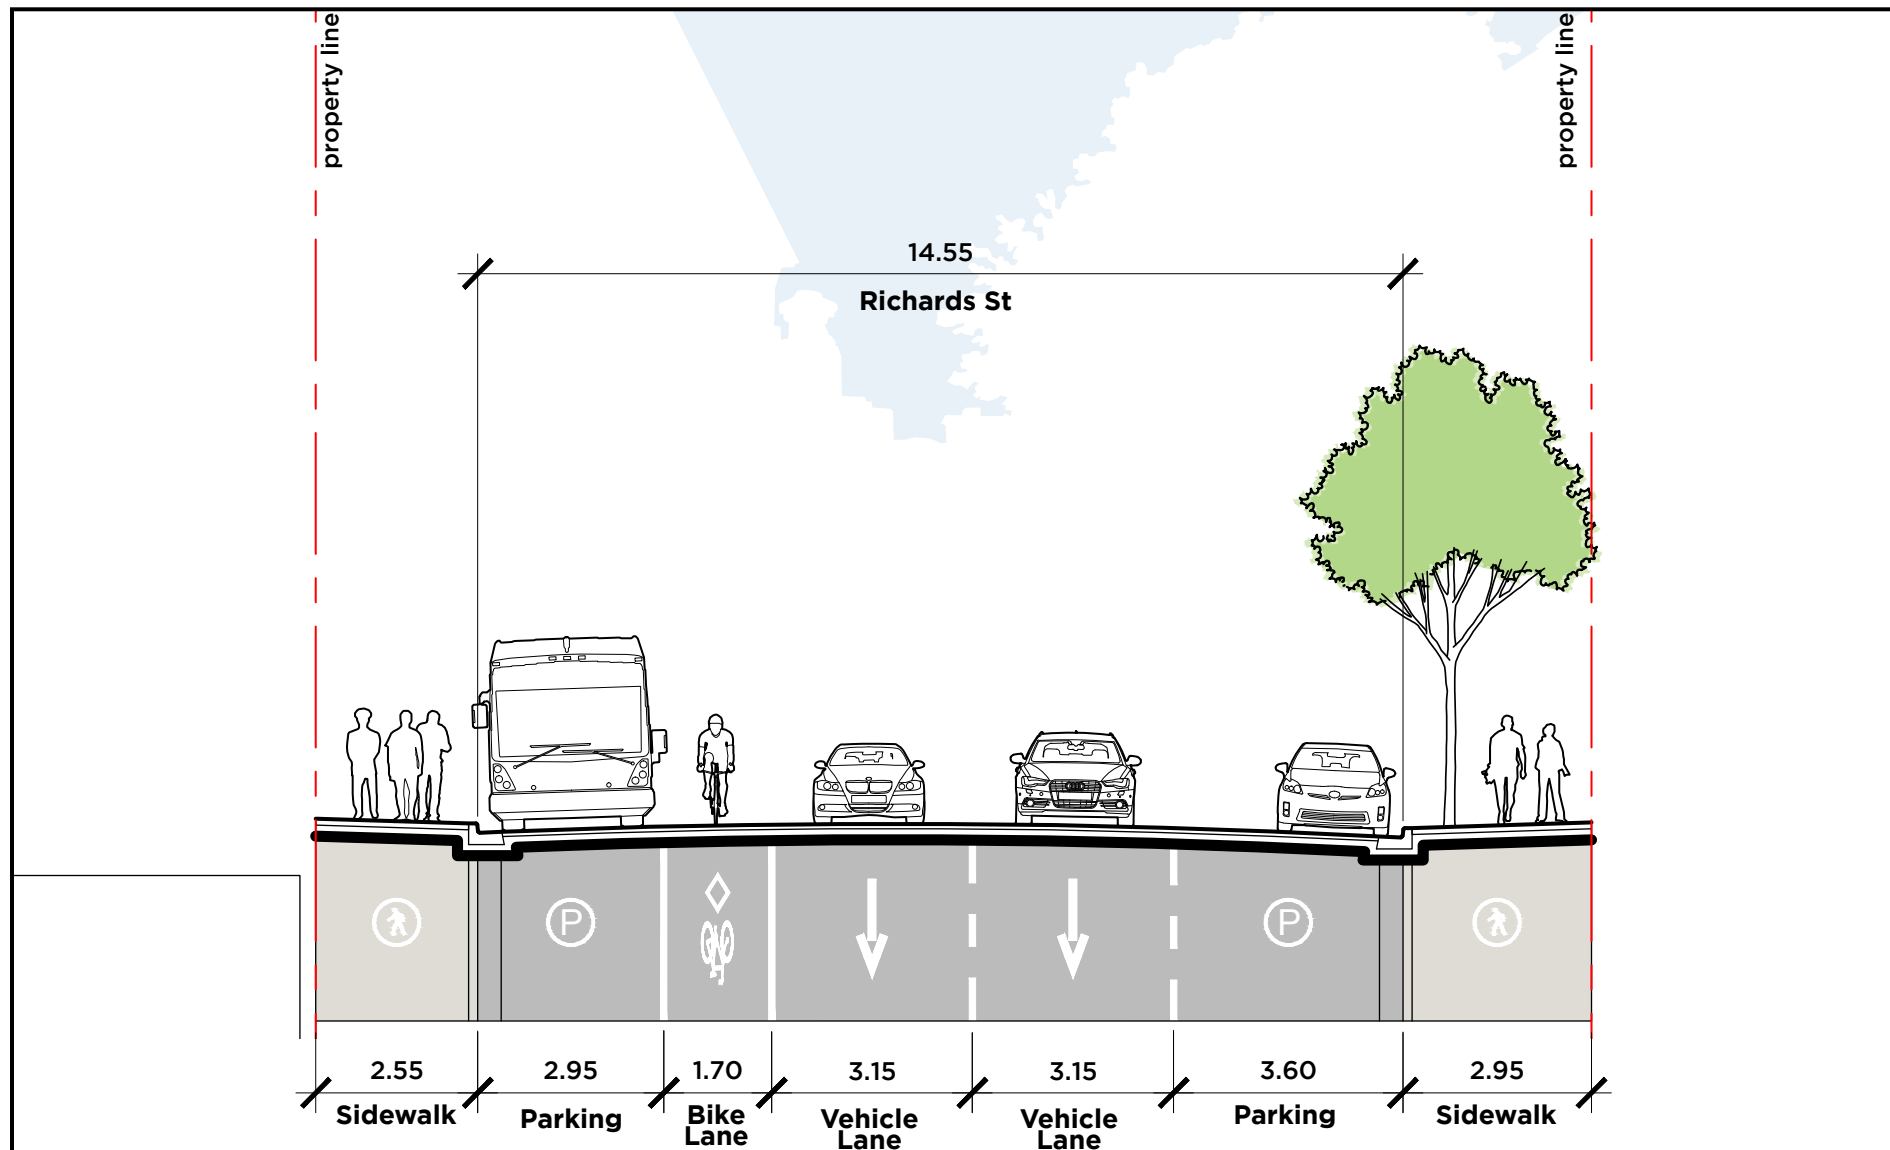 property line
property line
14.55
Richards St
P
P
2.55
2.95
1.70
3.15
3.15
3.60
2.95
Sidewalk
Parking
Bike
Lane
Vehicle
Lane
Vehicle
Lane
Parking
Sidewalk